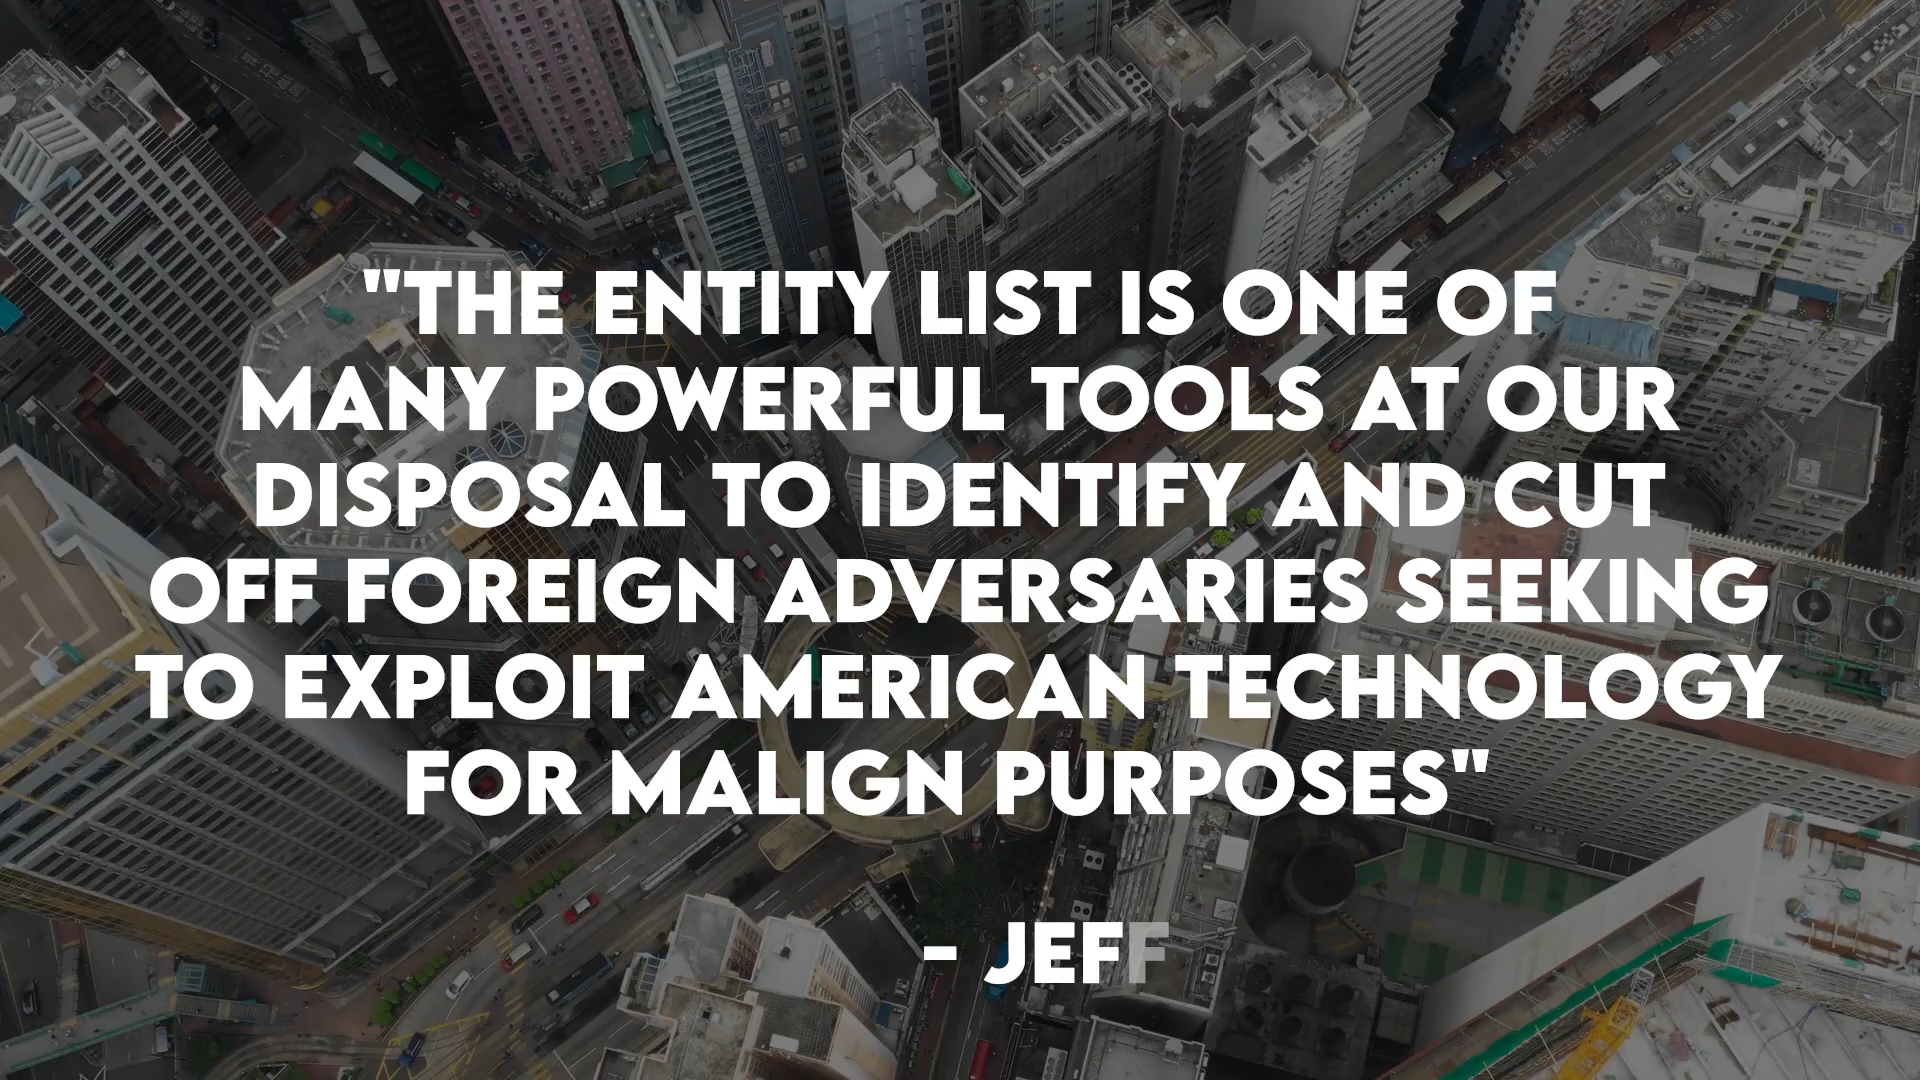 "THE ENTITY LIST IS ONE OF
MANY POWERFUL TOOLS AT OUR
DISPOSAL TO IDENTIFY AND CUT
OFF FOREIGN ADVERSARIES SEEKING
TO EXPLOIT AMERICAN TECHNOLOGY
FOR MALIGN PURPOSES"
- JEFF